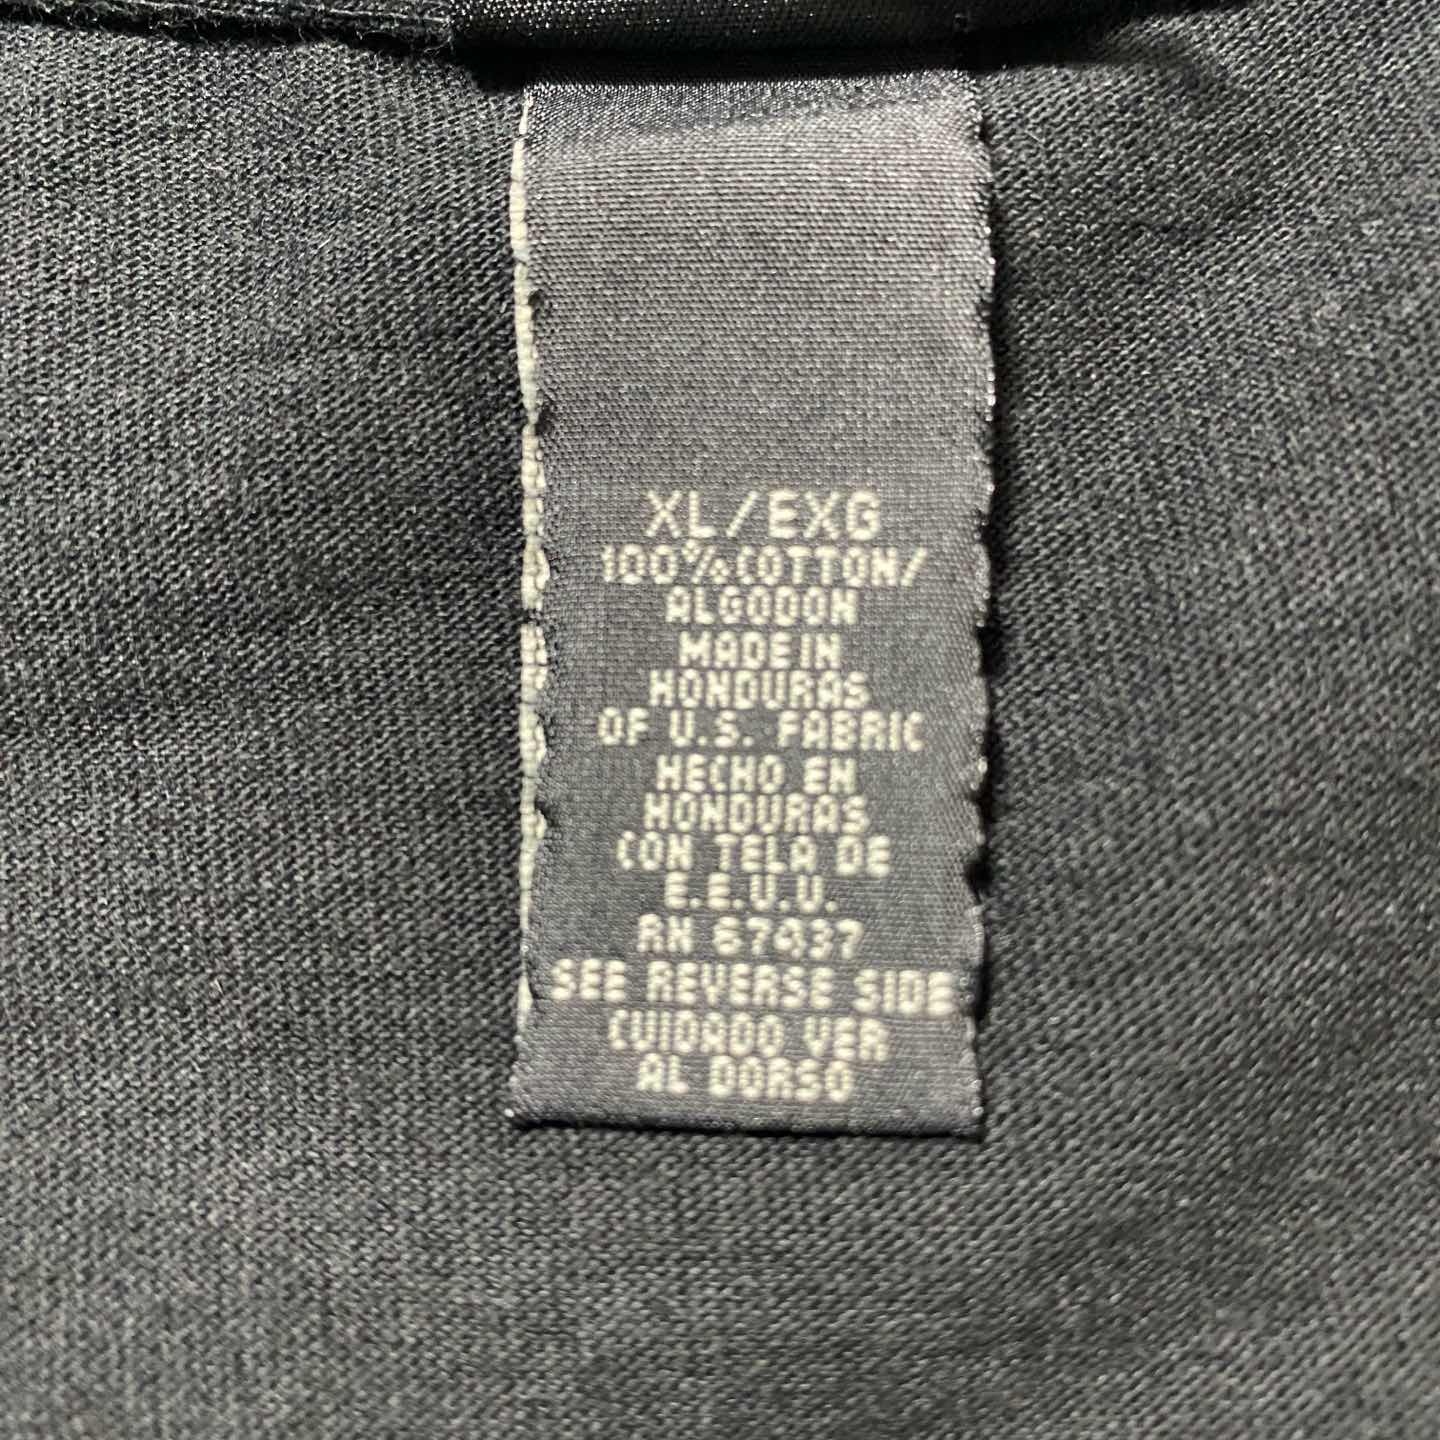 XL/EXG
100% COTTON/
ALGODON
MADE IN
HONDURAS
OF U.S. FABRIC
HECHO EN
HONDURAS
CON TELA DE
E.E.U.U.
RN 67437
SEE REVERSE SIDE
CUIDADO VER
AL DORSO